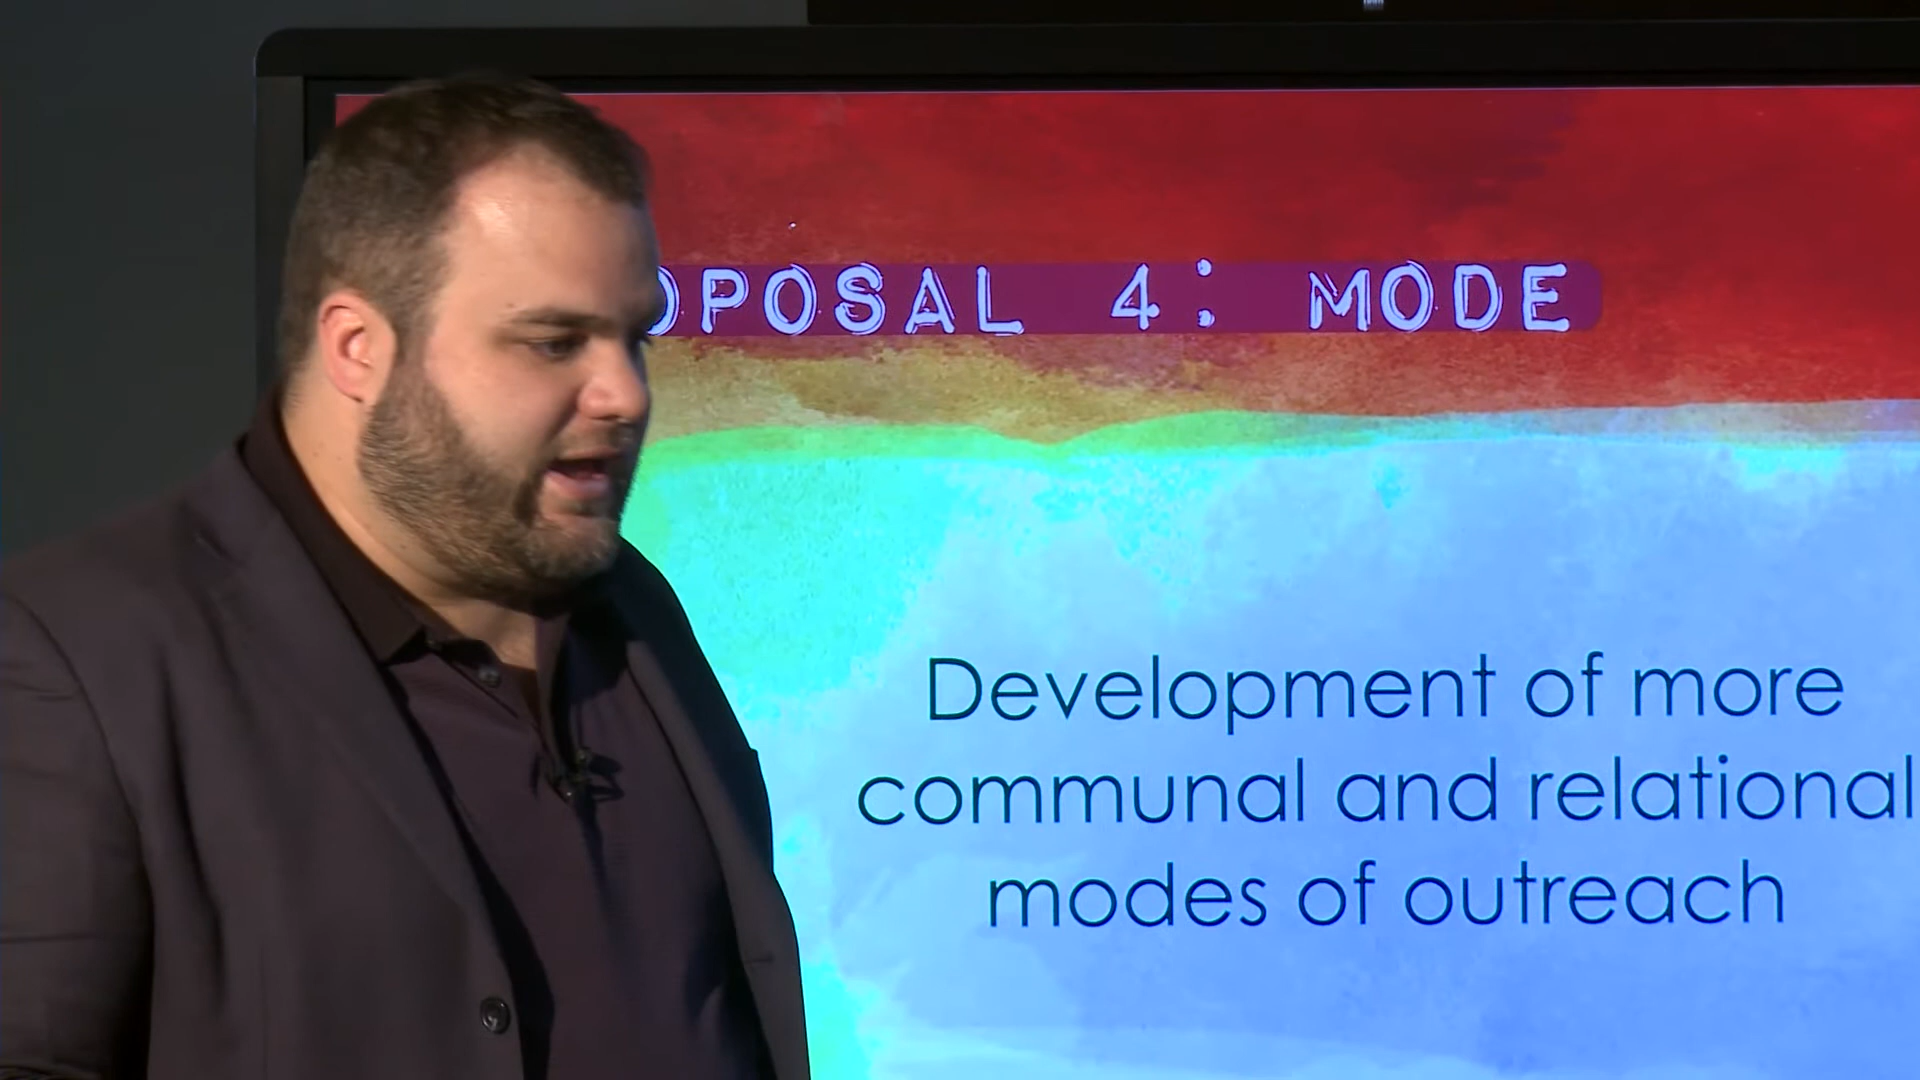 OPOSAL 4: MODE
Development of more
communal and relational
modes of outreach